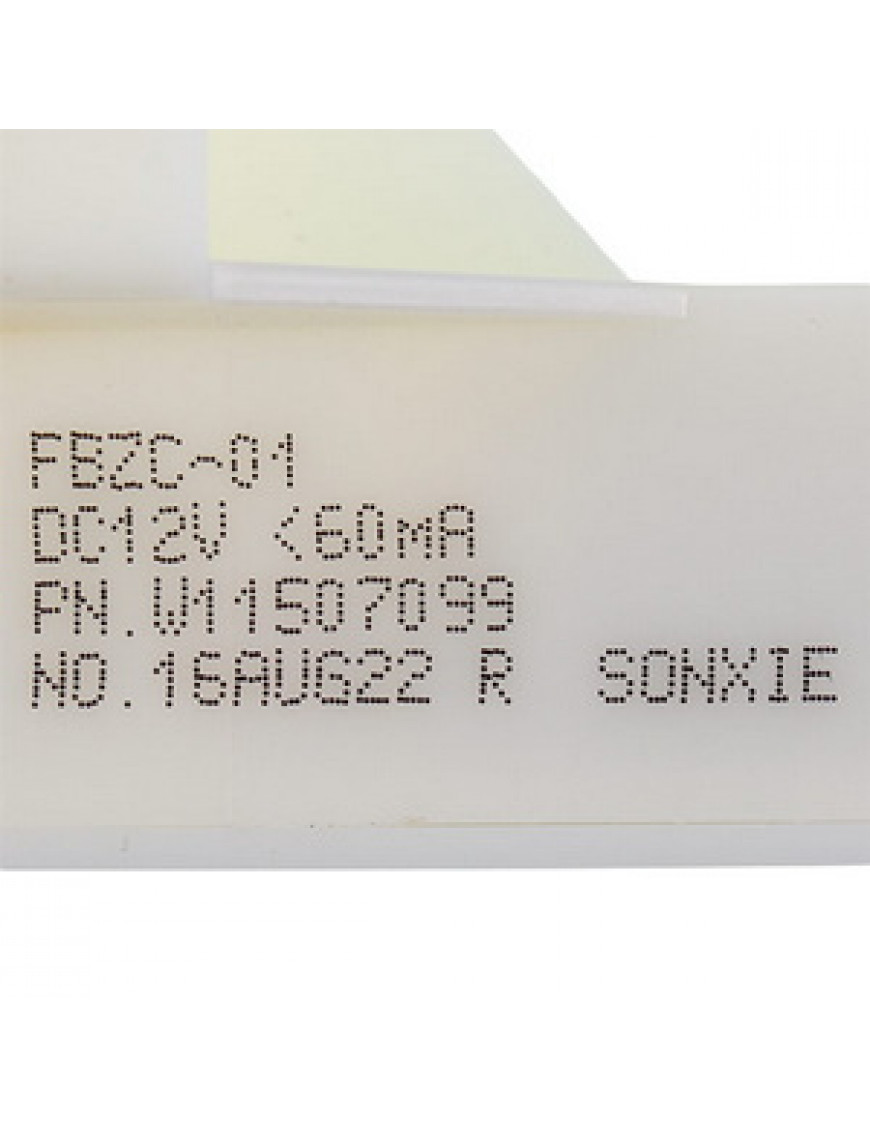 FBZC-01
DC12V <60mA
PN.W11507099
NO.16AUG22 R SONXIE